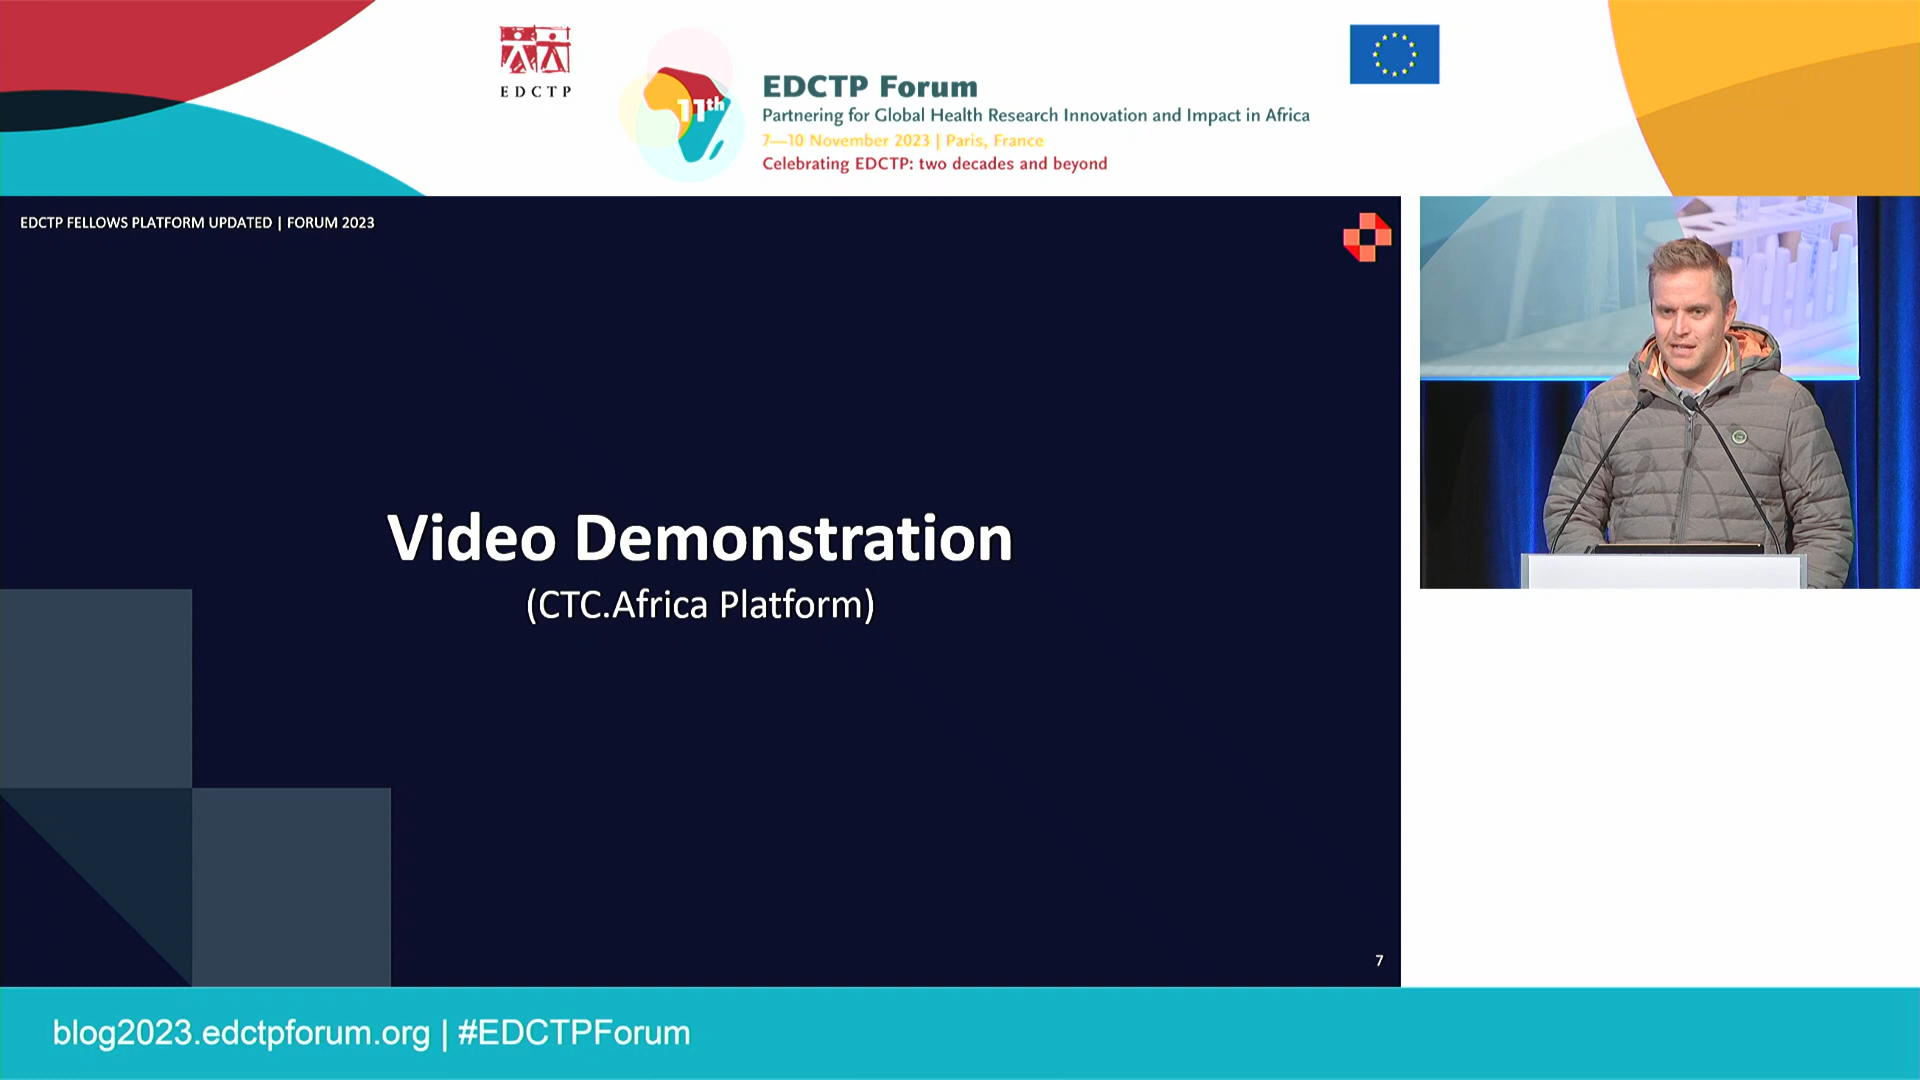 EDCTP
11th
EDCTP Forum
Partnering for Global Health Research Innovation and Impact in Africa
7—10 November 2023 | Paris, France
Celebrating EDCTP: two decades and beyond
EDCTP FELLOWS PLATFORM UPDATED | FORUM 2023
Video Demonstration
(CTC.Africa Platform)
7
blog2023.edctpforum.org | #EDCTPForum